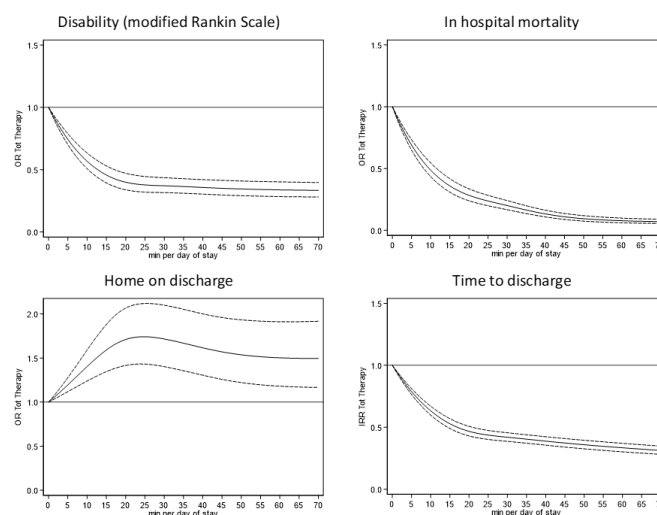 Disability (modified Rankin Scale)
1.5
1.0
0.5
0.0
OR Tot Therapy
0 5 10 15 20 25 30 35 40 45 50 55 60 65 70
min per day of stay
In hospital mortality
1.5
1.0
0.5
0.0
OR Tot Therapy
0 5 10 15 20 25 30 35 40 45 50 55 60 65 7
min per day of stay
Home on discharge
2.0
1.5
1.0
0.5
0.0
OR Tot Therapy
0 5 10 15 20 25 30 35 40 45 50 55 60 65 70
min per day of stay
Time to discharge
1.5
1.0
0.5
0.0
IRR Tot Therapy
0 5 10 15 20 25 30 35 40 45 50 55 60 65 7
min per day of stay